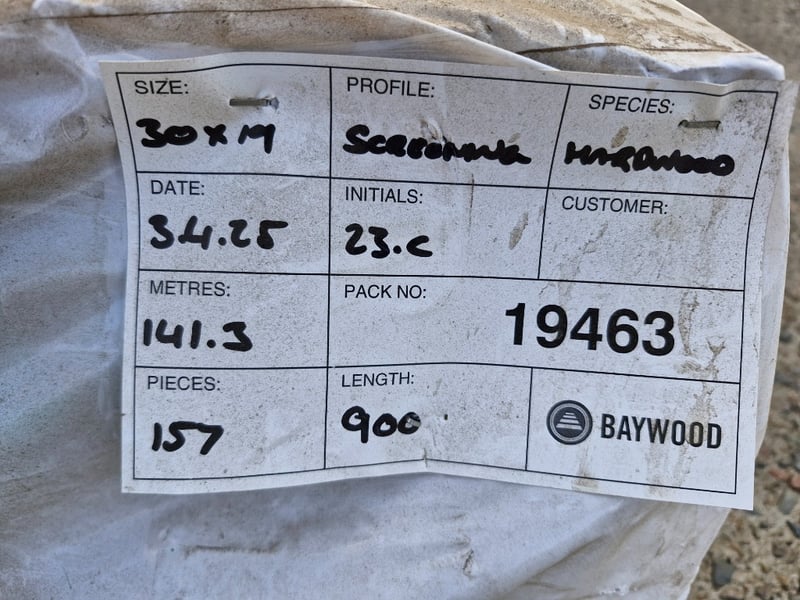 SIZE:
30 x 19
PROFILE:
SCREENING
SPECIES:
HARDWOOD
DATE:
3.4.25
INITIALS:
23.C
CUSTOMER:
METRES:
141.3
PACK NO:
19463
PIECES:
157
LENGTH:
900
BAYWOOD